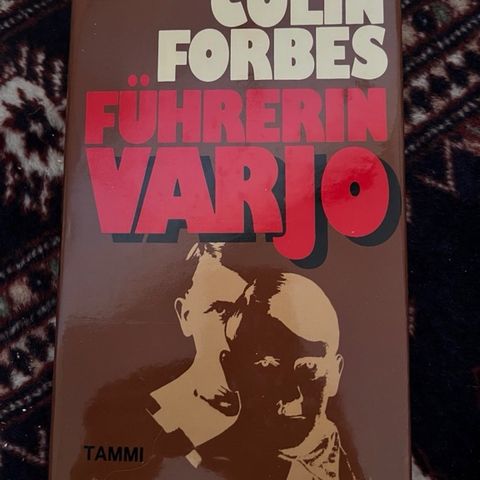 COLIN
FORBES
FÜHRERIN
VARJO
TAMMI